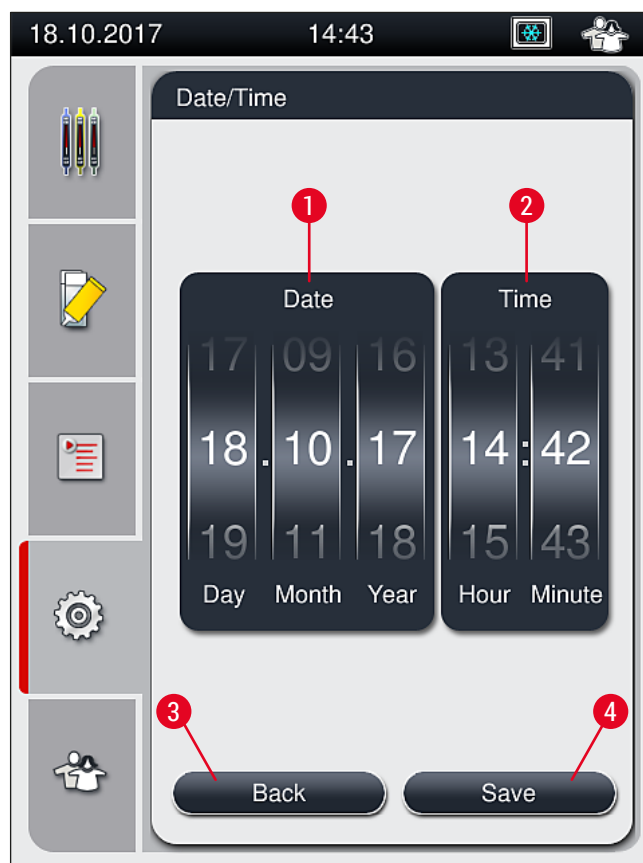 18.10.2017 14:43
Date/Time
1 2
Date Time
17 09 16 13 41
18 . 10 . 17 14 : 42
19 11 18 15 43
Day Month Year Hour Minute
3 4
Back Save